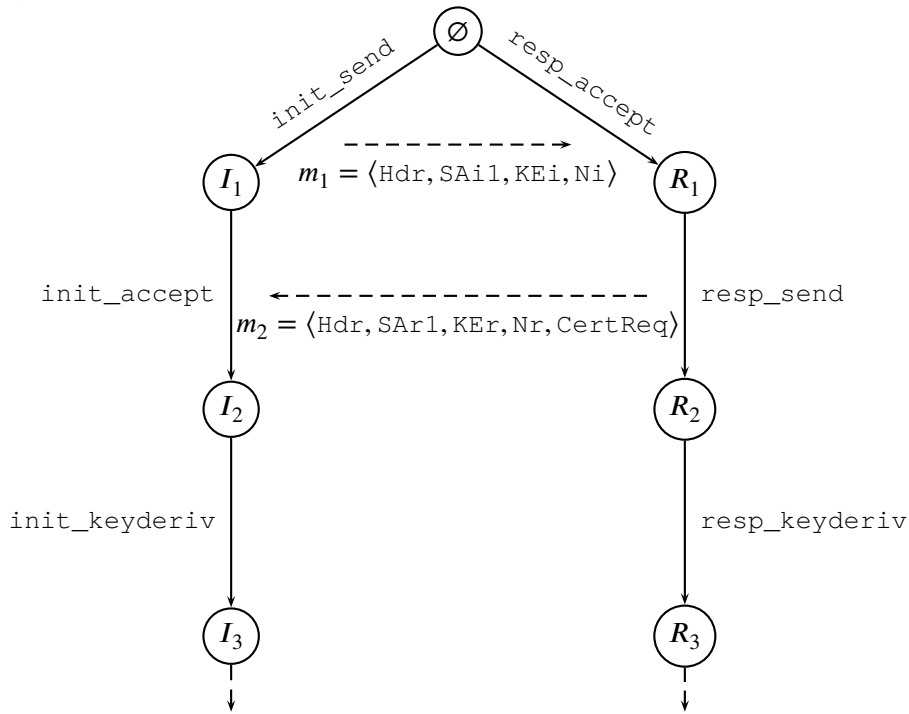 ∅
init_send
resp_accept
I₁
m₁ = ⟨Hdr, SAi1, KEi, Ni⟩
R₁
init_accept
resp_send
m₂ = ⟨Hdr, SAr1, KEr, Nr, CertReq⟩
I₂
R₂
init_keyderiv
resp_keyderiv
I₃
R₃